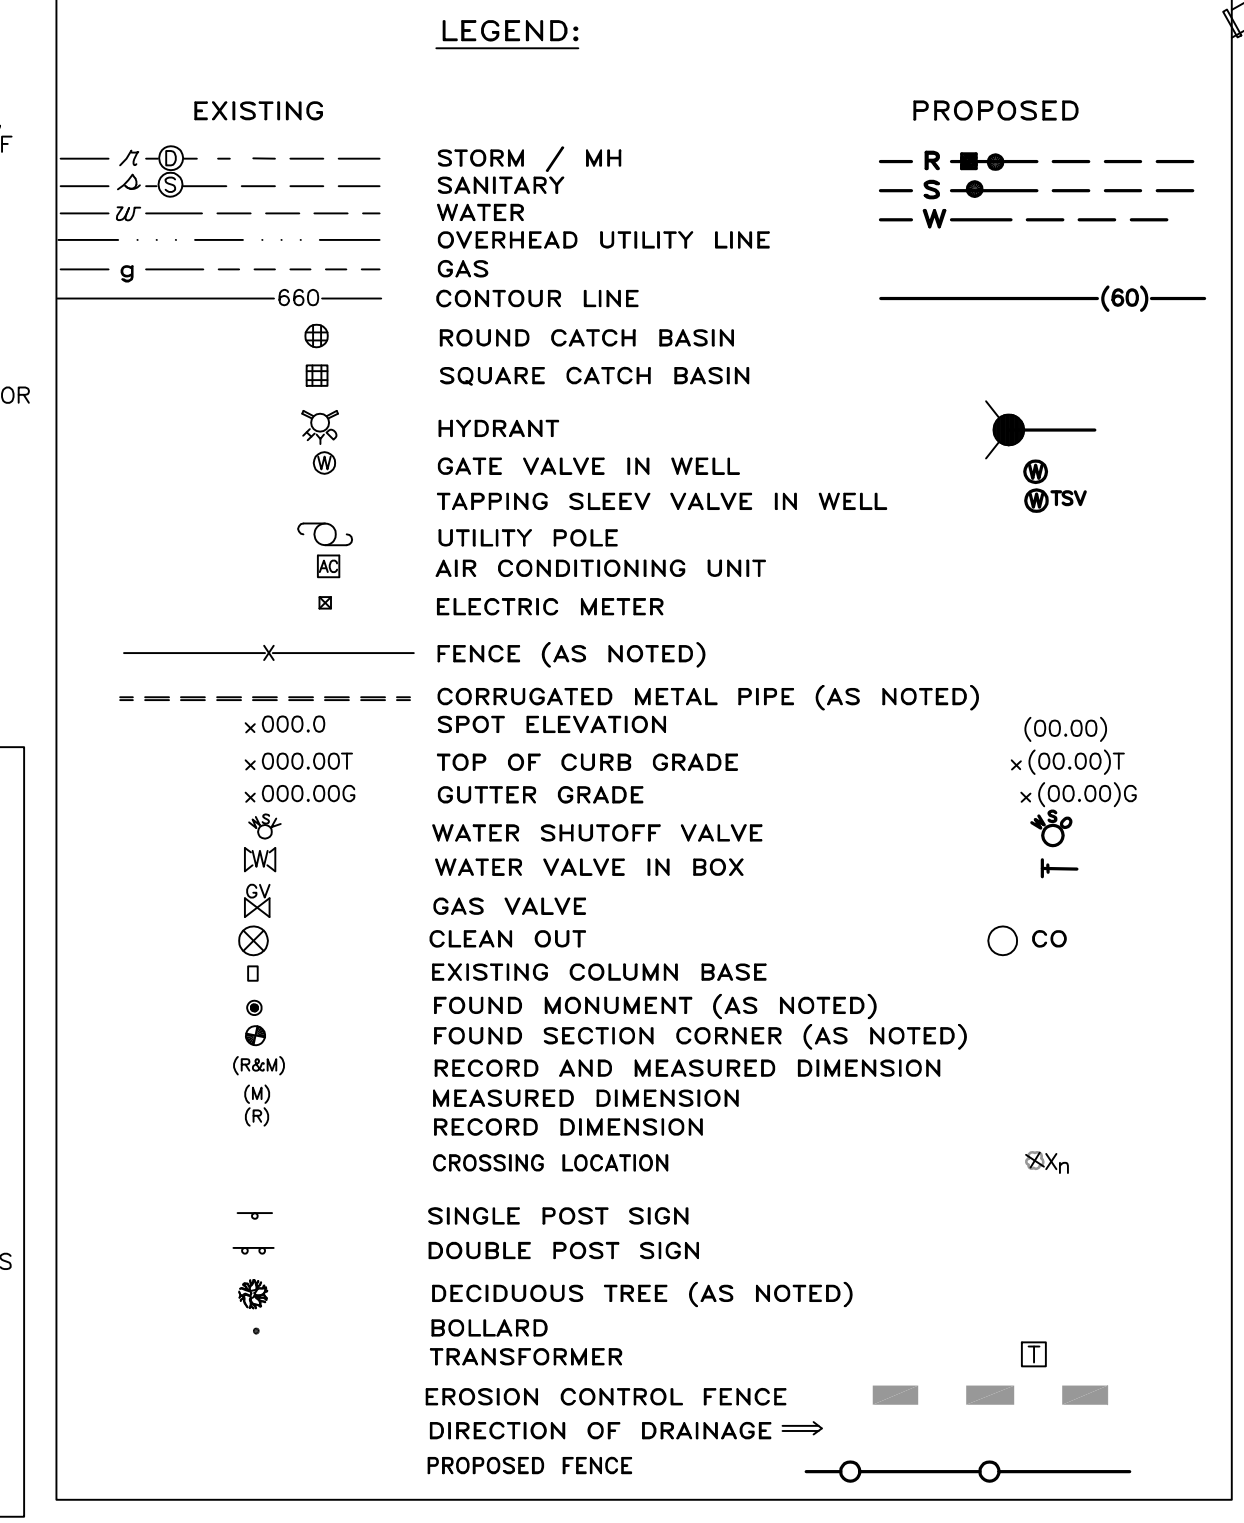 LEGEND:
EXISTING PROPOSED
F
r D STORM / MH R
s S SANITARY S
w WATER W
OVERHEAD UTILITY LINE
g GAS
660 CONTOUR LINE (60)
ROUND CATCH BASIN
SQUARE CATCH BASIN
OR
HYD HYDRANT
W GATE VALVE IN WELL W
TAPPING SLEEV VALVE IN WELL W TSV
UTILITY POLE
AC AIR CONDITIONING UNIT
ELECTRIC METER
X FENCE (AS NOTED)
CORRUGATED METAL PIPE (AS NOTED)
x000.0 SPOT ELEVATION (00.00)
x000.00T TOP OF CURB GRADE x(00.00)T
x000.00G GUTTER GRADE x(00.00)G
WSV WATER SHUTOFF VALVE WSO
W WATER VALVE IN BOX
GV GAS VALVE
CLEAN OUT CO
EXISTING COLUMN BASE
FOUND MONUMENT (AS NOTED)
FOUND SECTION CORNER (AS NOTED)
(R&M) RECORD AND MEASURED DIMENSION
(M) MEASURED DIMENSION
(R) RECORD DIMENSION
CROSSING LOCATION Xn
SINGLE POST SIGN
S DOUBLE POST SIGN
DECIDUOUS TREE (AS NOTED)
BOLLARD
TRANSFORMER T
EROSION CONTROL FENCE
DIRECTION OF DRAINAGE
PROPOSED FENCE